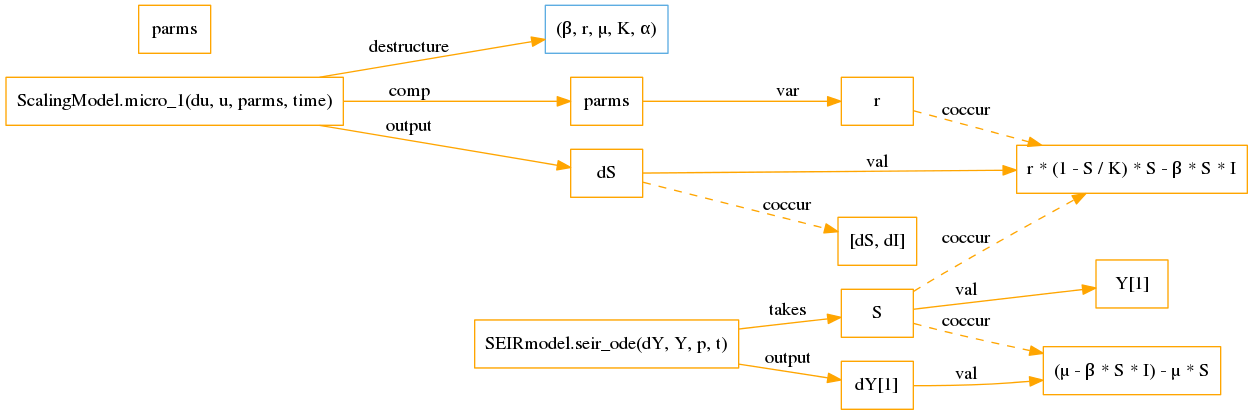 parms
(β, r, μ, K, α)
destructure
ScalingModel.micro_1(du, u, parms, time)
comp
parms
var
r
coccur
output
dS
val
r * (1 - S / K) * S - β * S * I
coccur
[dS, dI]
coccur
Y[1]
val
takes
S
coccur
SEIRmodel.seir_ode(dY, Y, p, t)
output
dY[1]
val
(μ - β * S * I) - μ * S